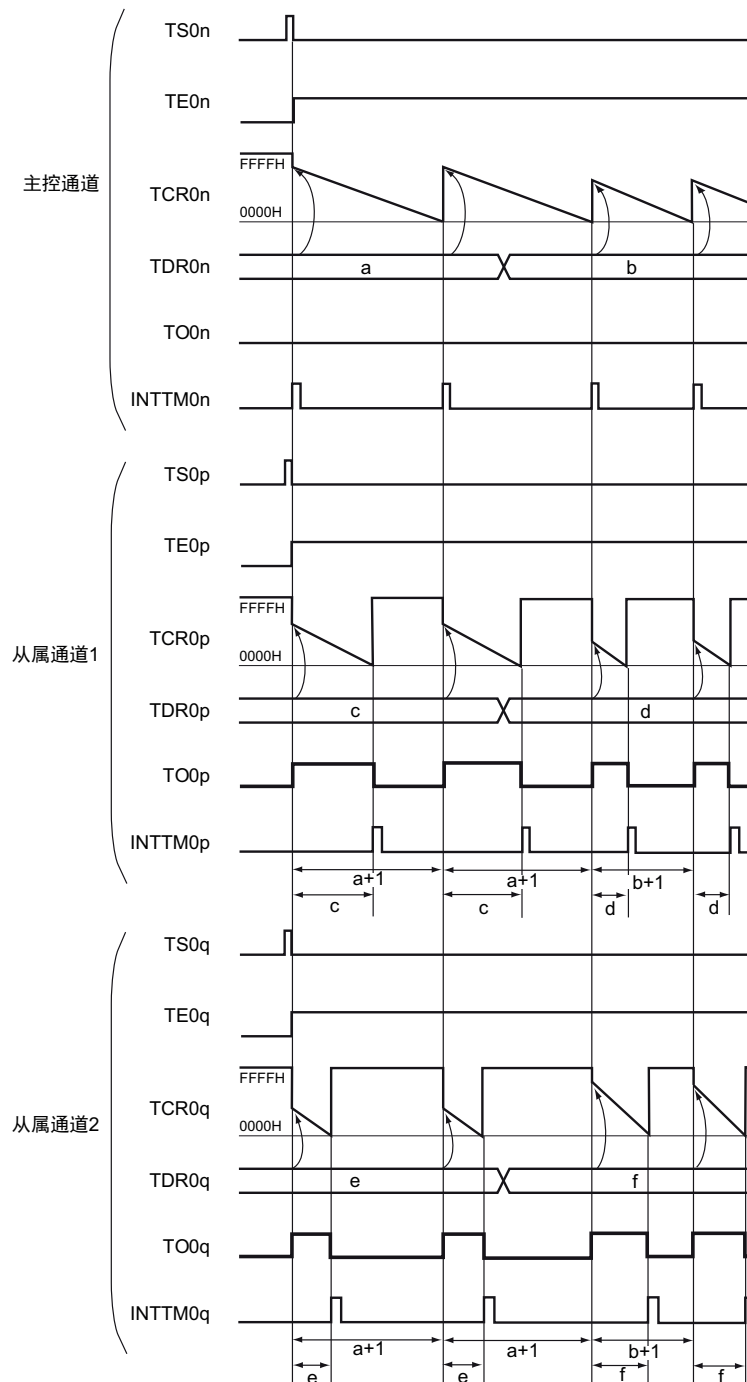 TS0n
TE0n
主控通道
TCR0n
FFFFH
0000H
TDR0n
a
b
TO0n
INTTM0n
TS0p
TE0p
从属通道1
TCR0p
FFFFH
0000H
TDR0p
c
d
TO0p
INTTM0p
a+1
a+1
b+1
c
c
d
d
TS0q
TE0q
从属通道2
TCR0q
FFFFH
0000H
TDR0q
e
f
TO0q
INTTM0q
a+1
a+1
b+1
e
e
f
f